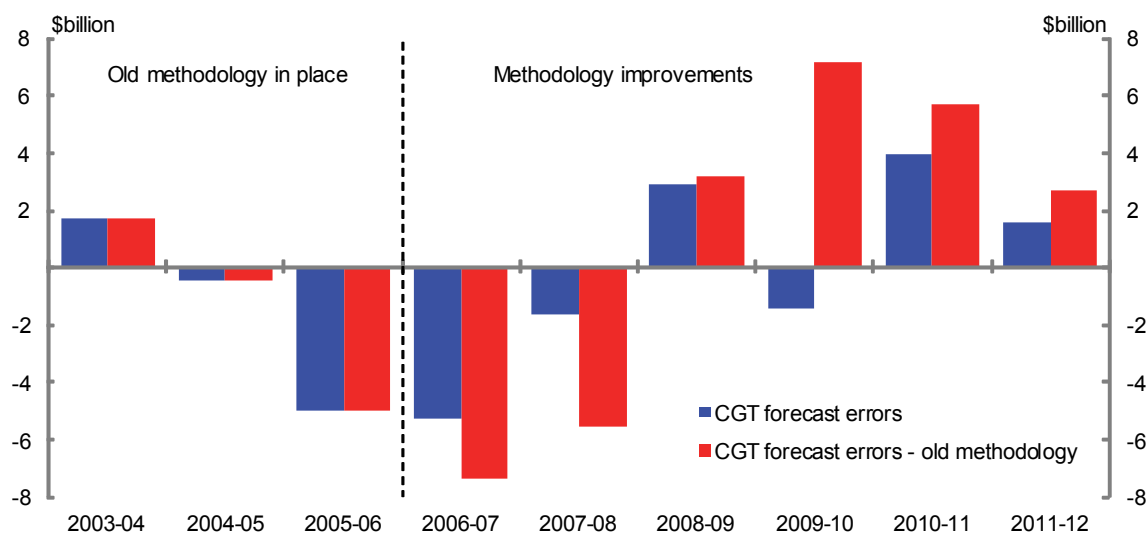 $billion $billion
8 8
Old methodology in place Methodology improvements
6 6
4 4
2 2
-2 -2
-4 -4
CGT forecast errors
-6 -6
CGT forecast errors - old methodology
-8 -8
2003-04 2004-05 2005-06 2006-07 2007-08 2008-09 2009-10 2010-11 2011-12